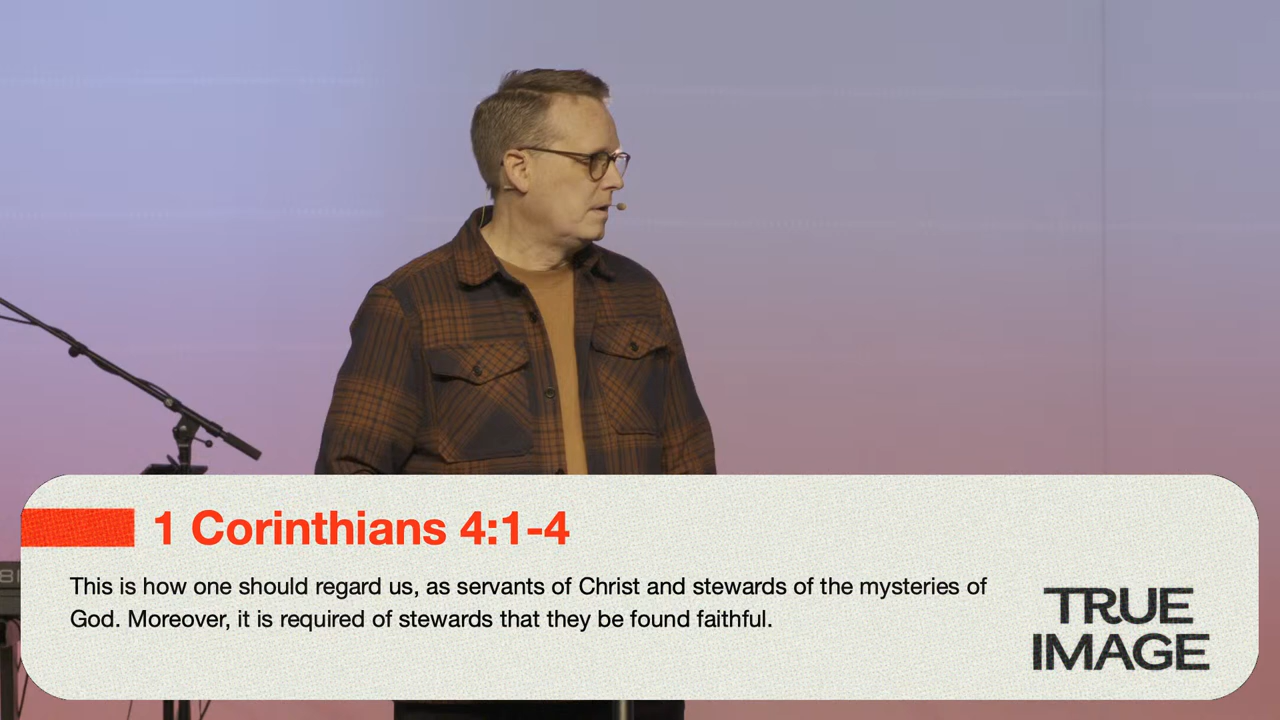 1 Corinthians 4:1-4
This is how one should regard us, as servants of Christ and stewards of the mysteries of
God. Moreover, it is required of stewards that they be found faithful.
TRUE
IMAGE